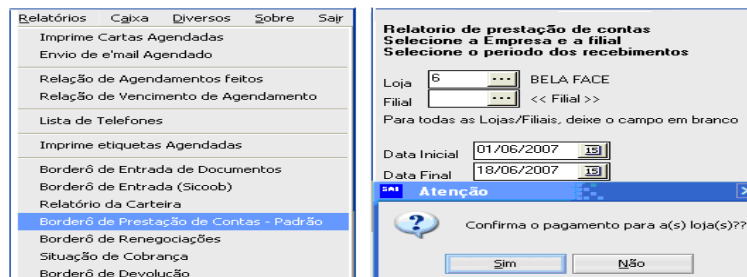 Relatórios Caixa Diversos Sobre Sair
Imprime Cartas Agendadas
Envio de e'mail Agendado
Relação de Agendamentos feitos
Relação de Vencimento de Agendamento
Lista de Telefones
Imprime etiquetas Agendadas
Borderô de Entrada de Documentos
Borderô de Entrada (Sicoob)
Relatório da Carteira
Borderô de Prestação de Contas - Padrão
Borderô de Renegociações
Situação de Cobrança
Borderô de Devolução
Relatorio de prestação de contas
Selecione a Empresa e a filial
Selecione o periodo dos recebimentos
Loja 6 ... BELA FACE
Filial ... << Filial >>
Para todas as Lojas/Filiais, deixe o campo em branco
Data Inicial 01/06/2007 15
Data Final 18/06/2007 15
Atenção
Confirma o pagamento para a(s) loja(s)??
Sim Não